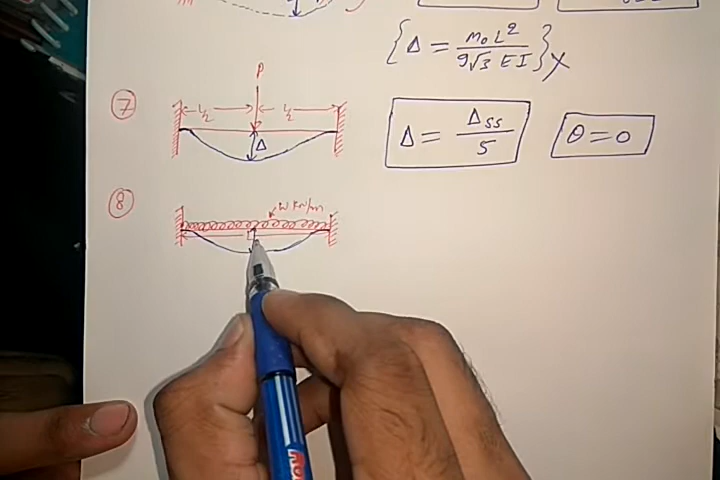 {Δ = M₀L²/9√3 EI}ₓ
7
P
L/2 L/2
Δ
Δ = Δss/5
θ = 0
8
W kN/m